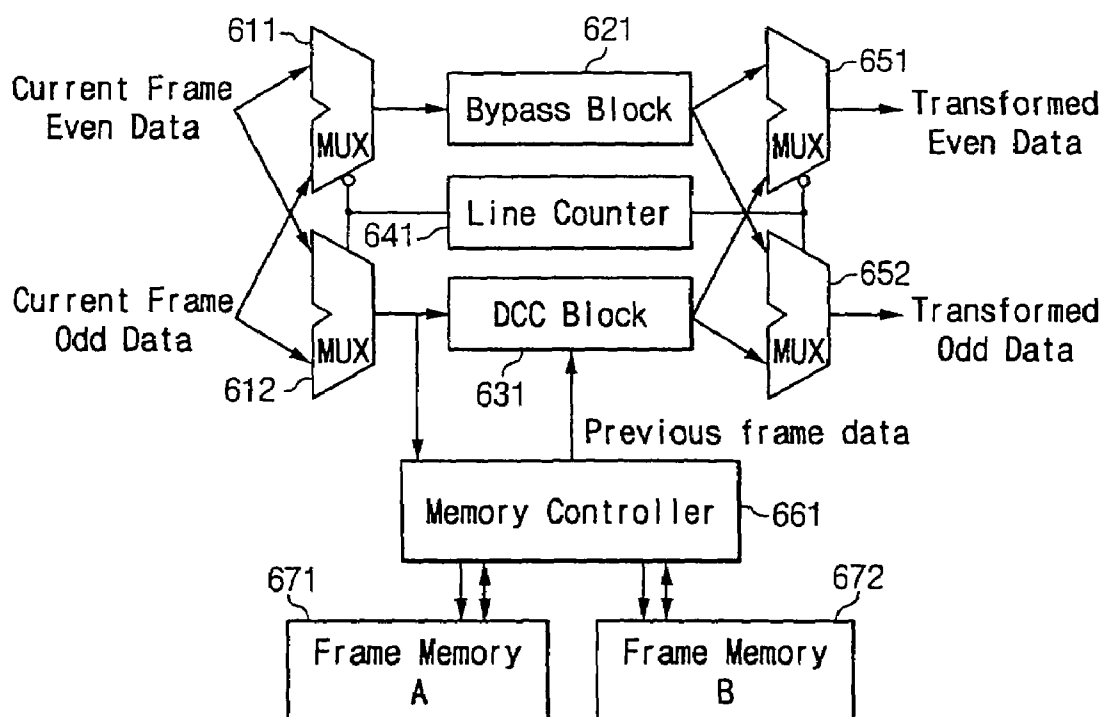 611
621
651
Current Frame
Even Data
MUX
Bypass Block
MUX
Transformed
Even Data
Line Counter
641
652
Current Frame
Odd Data
MUX
DCC Block
MUX
Transformed
Odd Data
612
631
Previous frame data
Memory Controller
661
671
672
Frame Memory
A
Frame Memory
B